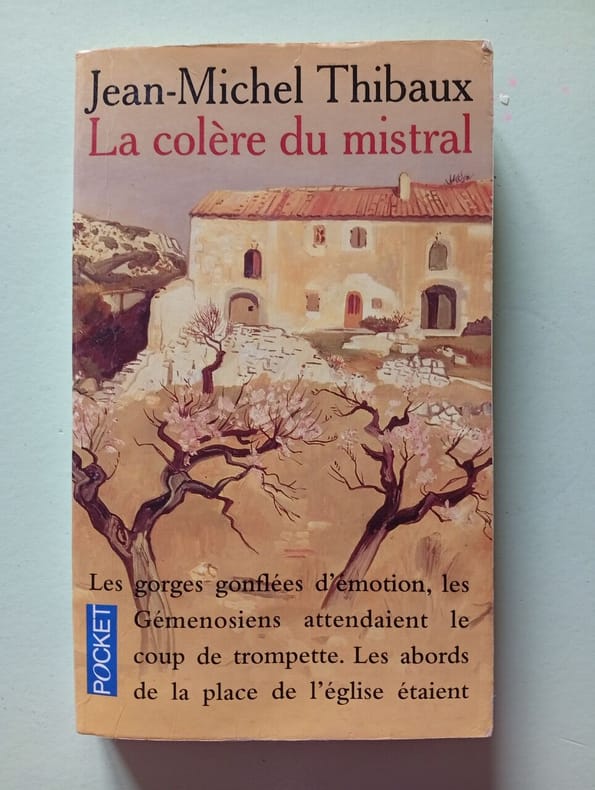 Jean-Michel Thibaux
La colère du mistral
Les gorges gonflées d'émotion, les
Gémenosiens attendaient le
coup de trompette. Les abords
de la place de l'église étaient
POCKET